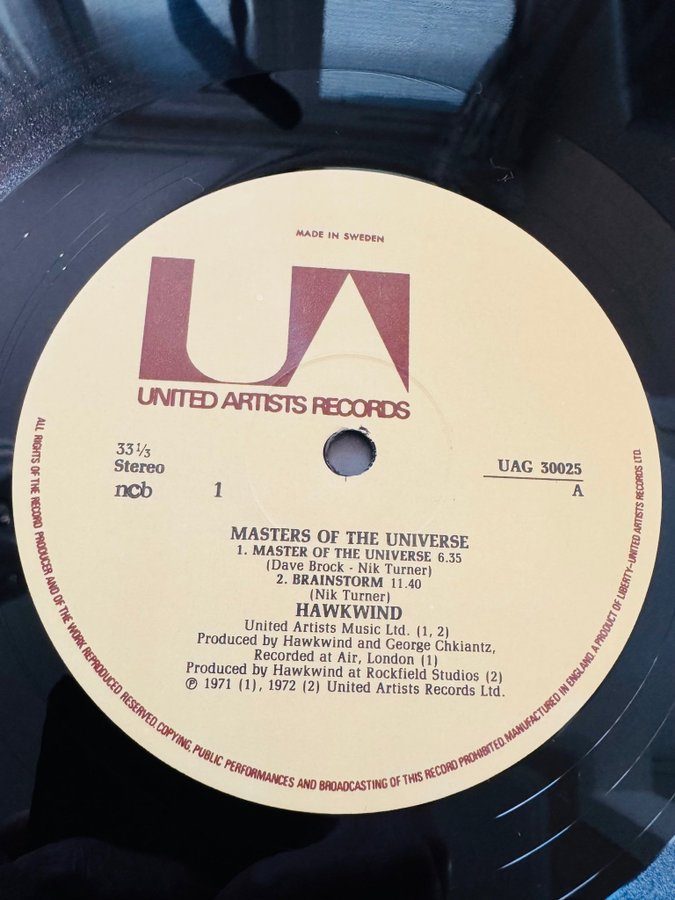 MADE IN SWEDEN
UA
UNITED ARTISTS RECORDS
33 1/3
Stereo
ncb
1
UAG 30025
A
MASTERS OF THE UNIVERSE
1. MASTER OF THE UNIVERSE 6.35
(Dave Brock - Nik Turner)
2. BRAINSTORM 11.40
(Nik Turner)
HAWKWIND
United Artists Music Ltd. (1, 2)
Produced by Hawkwind and George Chkiantz,
Recorded at Air, London (1)
Produced by Hawkwind at Rockfield Studios (2)
℗ 1971 (1), 1972 (2) United Artists Records Ltd.
ALL RIGHTS OF THE RECORD PRODUCER AND OF THE WORK REPRODUCED RESERVED. COPYING, PUBLIC PERFORMANCES AND BROADCASTING OF THIS RECORD PROHIBITED. MANUFACTURED IN ENGLAND. A PRODUCT OF LIBERTY-UNITED ARTISTS RECORDS LTD.